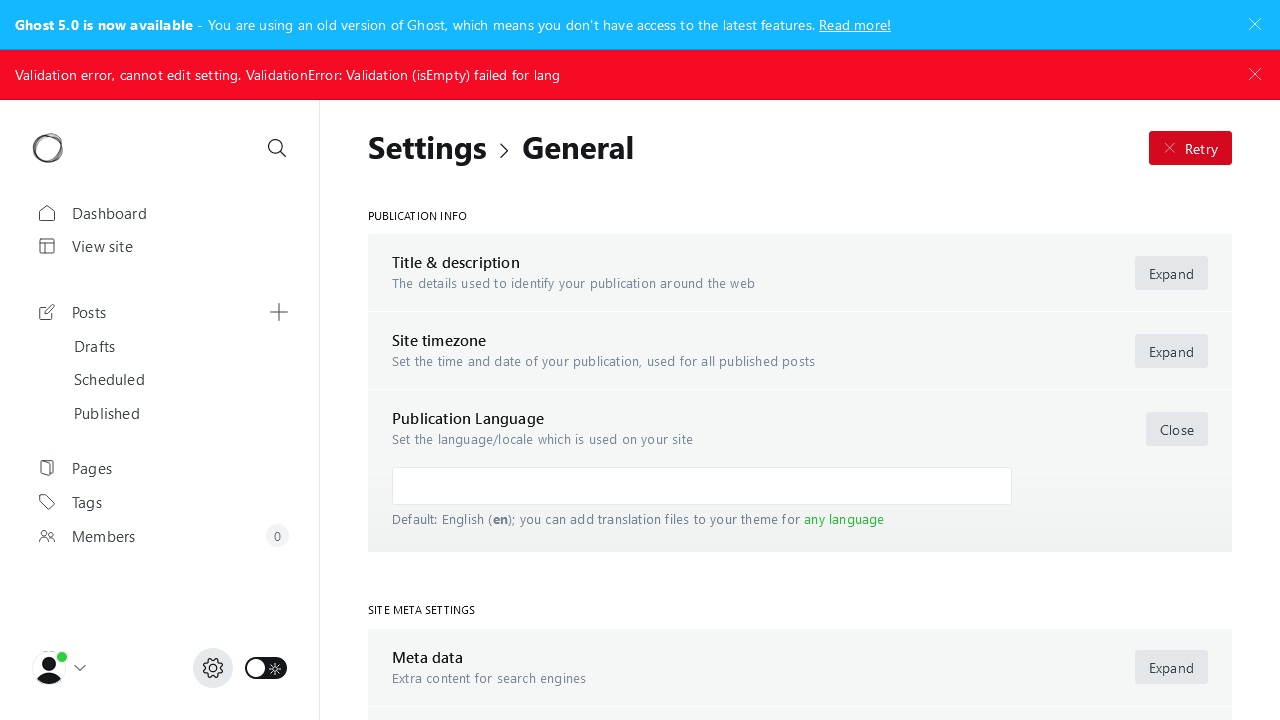 Ghost 5.0 is now available - You are using an old version of Ghost, which means you don't have access to the latest features. Read more!
Validation error, cannot edit setting. ValidationError: Validation (isEmpty) failed for lang
Settings > General
Retry
Dashboard
View site
Posts
Drafts
Scheduled
Published
Pages
Tags
Members
0
PUBLICATION INFO
Title & description
The details used to identify your publication around the web
Expand
Site timezone
Set the time and date of your publication, used for all published posts
Expand
Publication Language
Set the language/locale which is used on your site
Close
Default: English (en); you can add translation files to your theme for any language
SITE META SETTINGS
Meta data
Extra content for search engines
Expand